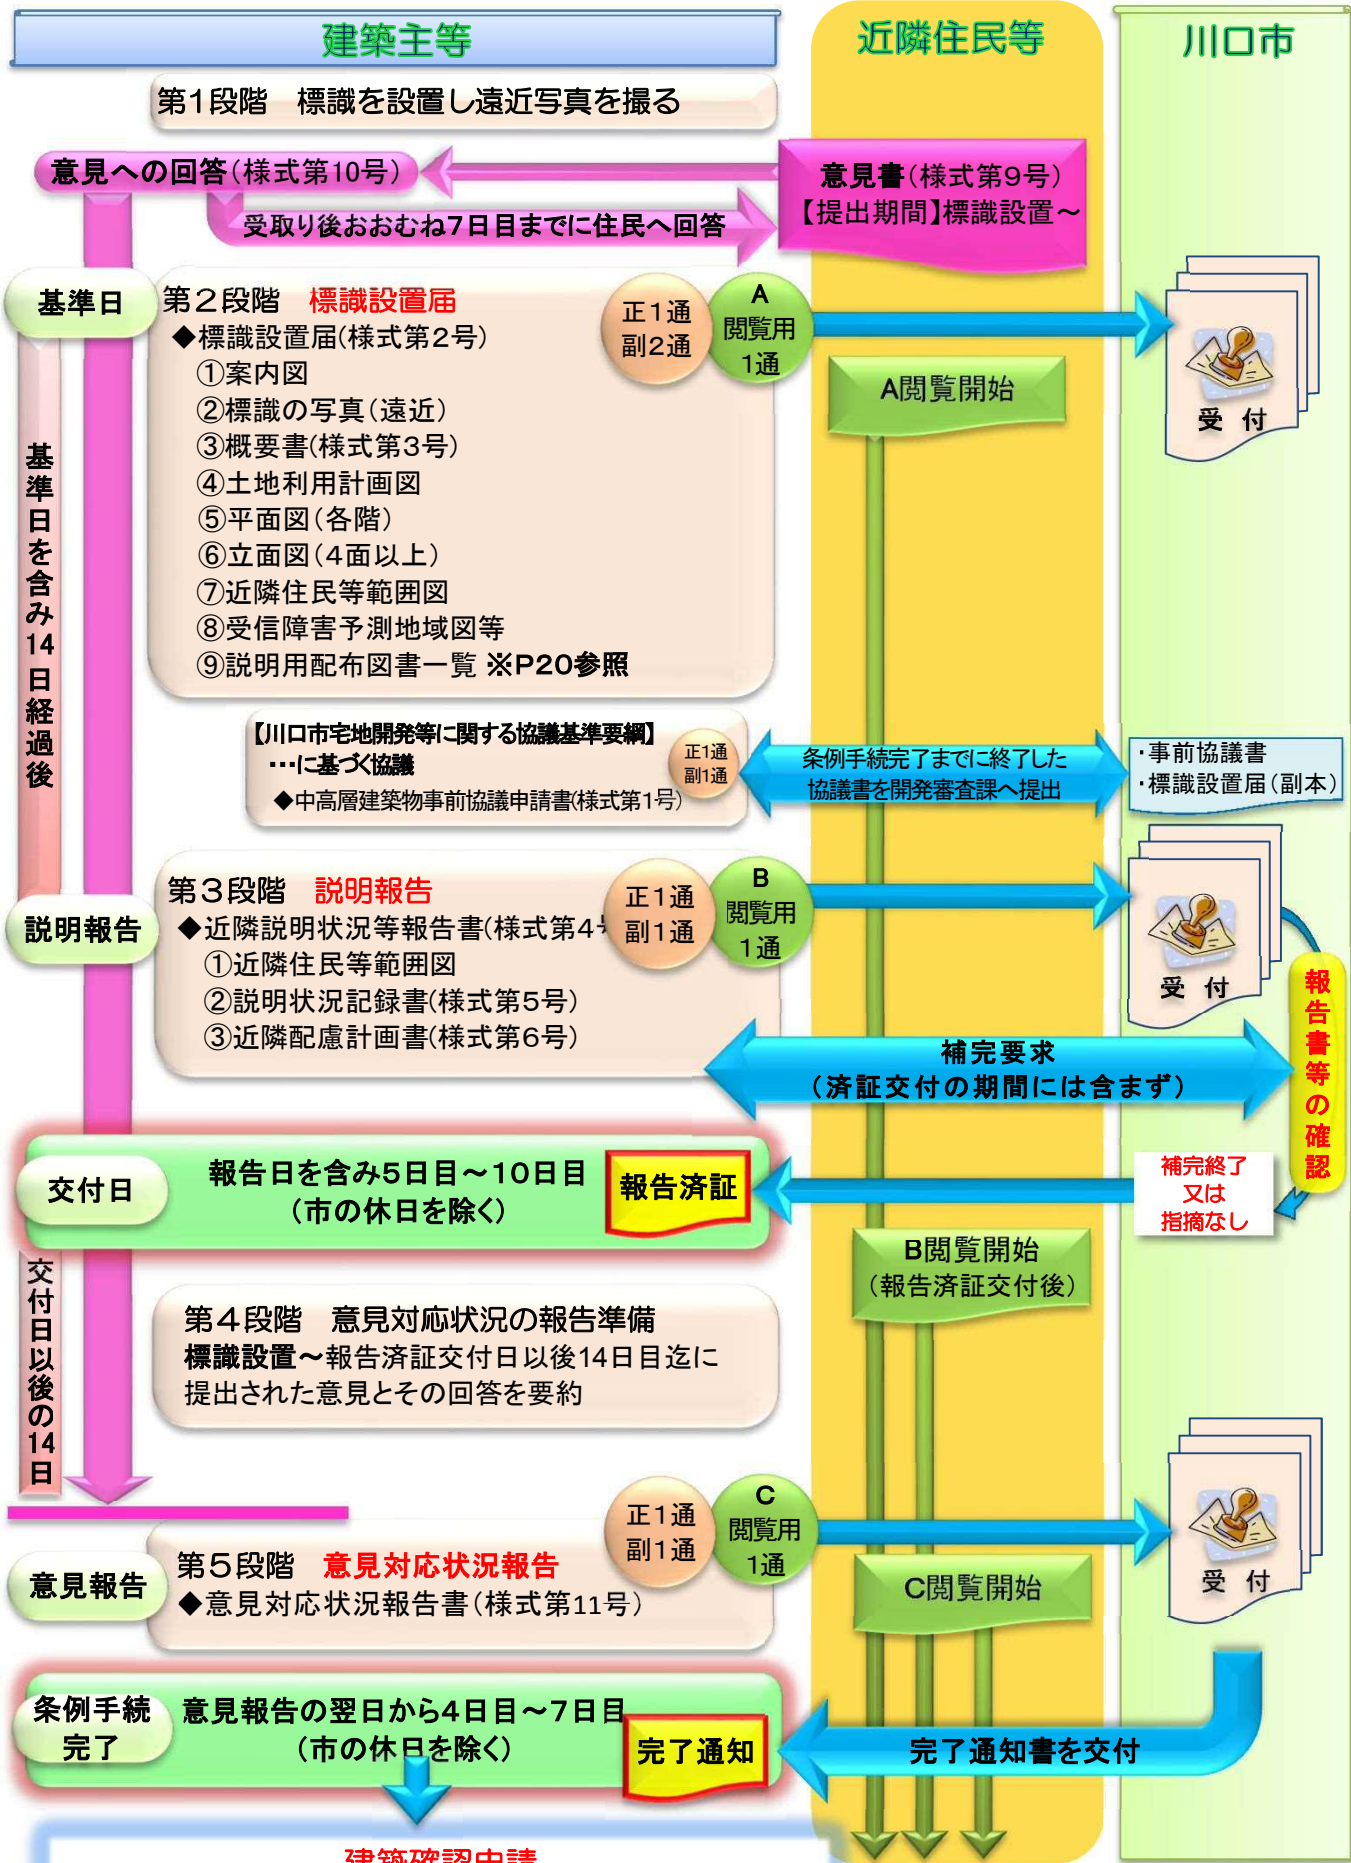 建築主等
近隣住民等
川口市
第1段階　標識を設置し遠近写真を撮る
意見への回答(様式第10号)
意見書(様式第9号)
【提出期間】標識設置～
受取り後おおむね7日目までに住民へ回答
基準日
第2段階　標識設置届
◆標識設置届(様式第2号)
①案内図
②標識の写真(遠近)
③概要書(様式第3号)
④土地利用計画図
⑤平面図(各階)
⑥立面図(4面以上)
⑦近隣住民等範囲図
⑧受信障害予測地域図等
⑨説明用配布図書一覧 ※P20参照
正1通
副2通
A
閲覧用
1通
A閲覧開始
受 付
基準日を含み14日経過後
【川口市宅地開発等に関する協議基準要綱】
…に基づく協議
◆中高層建築物事前協議申請書(様式第1号)
正1通
副1通
条例手続完了までに終了した
協議書を開発審査課へ提出
・事前協議書
・標識設置届(副本)
説明報告
第3段階　説明報告
◆近隣説明状況等報告書(様式第4号
①近隣住民等範囲図
②説明状況記録書(様式第5号)
③近隣配慮計画書(様式第6号)
正1通
副1通
B
閲覧用
1通
受 付
報告書等の確認
補完要求
(済証交付の期間には含まず)
交付日
報告日を含み5日目～10日目
(市の休日を除く)
報告済証
補完終了
又は
指摘なし
B閲覧開始
(報告済証交付後)
交付日以後の14日
第4段階　意見対応状況の報告準備
標識設置～報告済証交付日以後14日目迄に
提出された意見とその回答を要約
意見報告
第5段階　意見対応状況報告
◆意見対応状況報告書(様式第11号)
正1通
副1通
C
閲覧用
1通
C閲覧開始
受 付
条例手続
完了
意見報告の翌日から4日目～7日目
(市の休日を除く)
完了通知
完了通知書を交付
建築確認申請